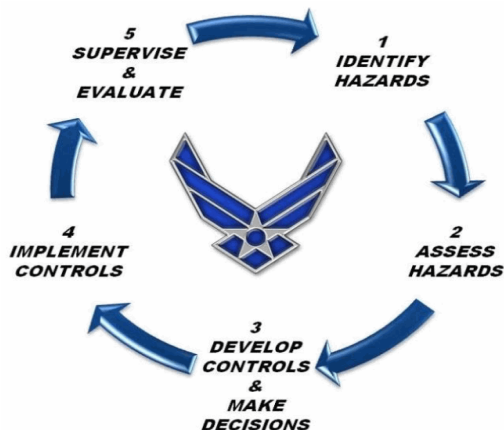 1
IDENTIFY
HAZARDS
2
ASSESS
HAZARDS
3
DEVELOP
CONTROLS
&
MAKE
DECISIONS
4
IMPLEMENT
CONTROLS
5
SUPERVISE
&
EVALUATE